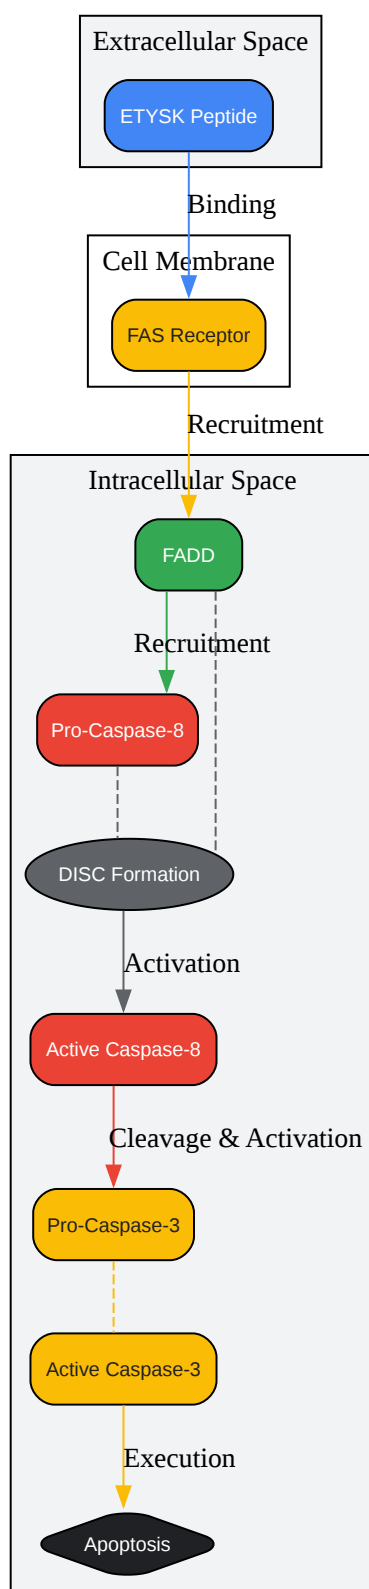 Extracellular Space
ETYSK Peptide
Binding
Cell Membrane
FAS Receptor
Recruitment
Intracellular Space
FADD
Recruitment
Pro-Caspase-8
DISC Formation
Activation
Active Caspase-8
Cleavage & Activation
Pro-Caspase-3
Active Caspase-3
Execution
Apoptosis